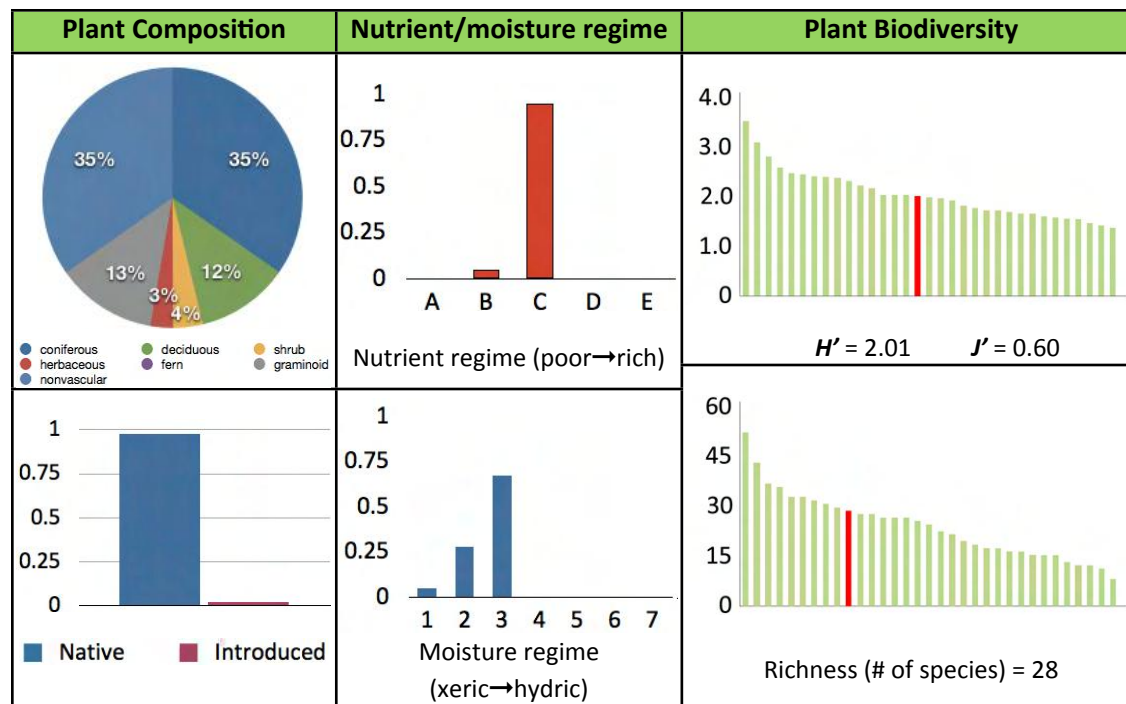 Plant Composition
Nutrient/moisture regime
Plant Biodiversity
35%
35%
13%
3%
4%
12%
coniferous
deciduous
shrub
herbaceous
fern
graminoid
nonvascular
1
0.75
0.5
0.25
0
A B C D E
Nutrient regime (poor→rich)
4.0
3.0
2.0
1.0
0
H’ = 2.01 J’ = 0.60
1
0.75
0.5
0.25
0
Native Introduced
1
0.75
0.5
0.25
0
1 2 3 4 5 6 7
Moisture regime
(xeric→hydric)
60
45
30
15
0
Richness (# of species) = 28